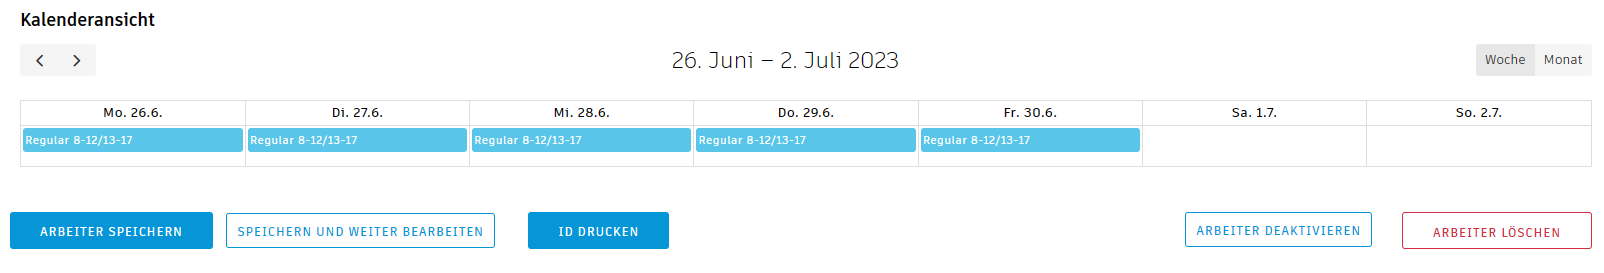 Kalenderansicht
26. Juni – 2. Juli 2023
Woche Monat
Mo. 26.6. Di. 27.6. Mi. 28.6. Do. 29.6. Fr. 30.6. Sa. 1.7. So. 2.7.
Regular 8-12/13-17 Regular 8-12/13-17 Regular 8-12/13-17 Regular 8-12/13-17 Regular 8-12/13-17
ARBEITER SPEICHERN SPEICHERN UND WEITER BEARBEITEN ID DRUCKEN ARBEITER DEAKTIVIEREN ARBEITER LÖSCHEN